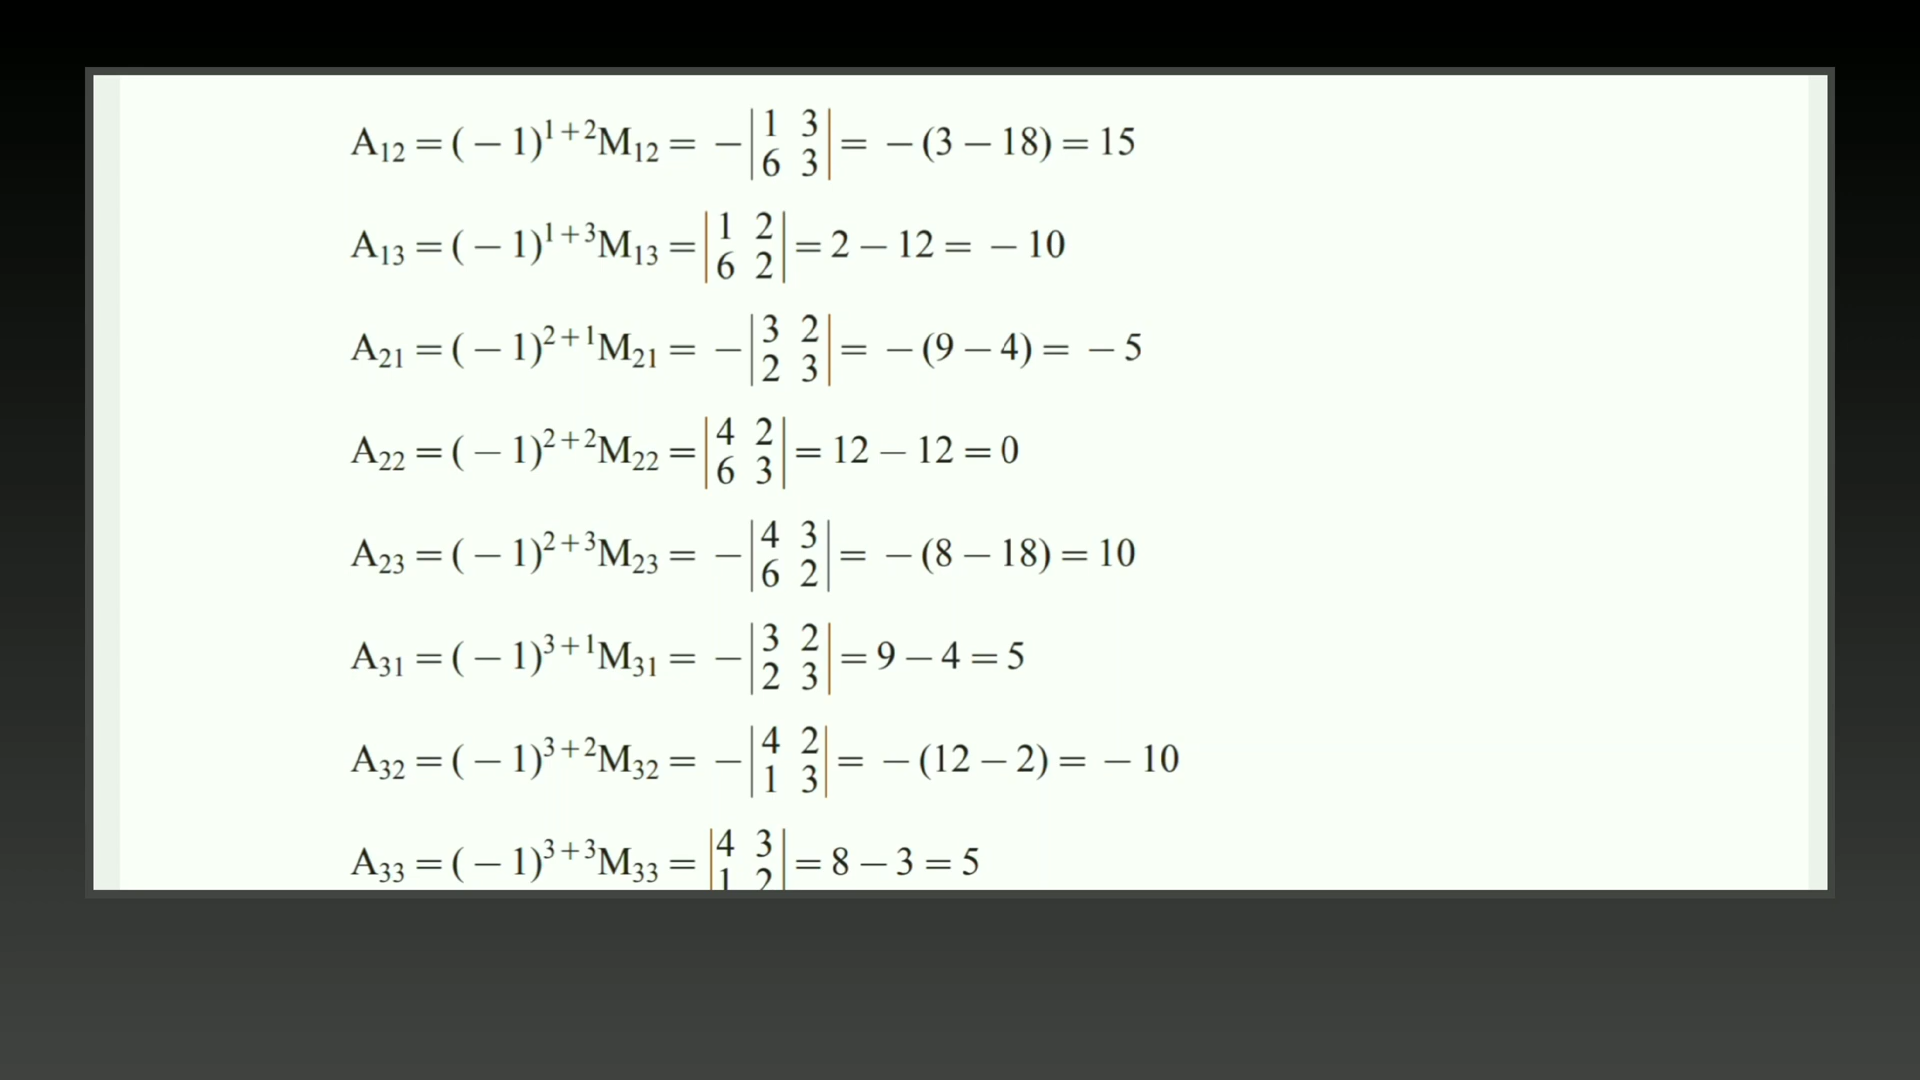 A₁₂ = (− 1)¹⁺²M₁₂ = −|1 3; 6 3| = −(3 − 18) = 15
A₁₃ = (− 1)¹⁺³M₁₃ = |1 2; 6 2| = 2 − 12 = − 10
A₂₁ = (− 1)²⁺¹M₂₁ = −|3 2; 2 3| = −(9 − 4) = − 5
A₂₂ = (− 1)²⁺²M₂₂ = |4 2; 6 3| = 12 − 12 = 0
A₂₃ = (− 1)²⁺³M₂₃ = −|4 3; 6 2| = −(8 − 18) = 10
A₃₁ = (− 1)³⁺¹M₃₁ = −|3 2; 2 3| = 9 − 4 = 5
A₃₂ = (− 1)³⁺²M₃₂ = −|4 2; 1 3| = −(12 − 2) = − 10
A₃₃ = (− 1)³⁺³M₃₃ = |4 3; 1 2| = 8 − 3 = 5